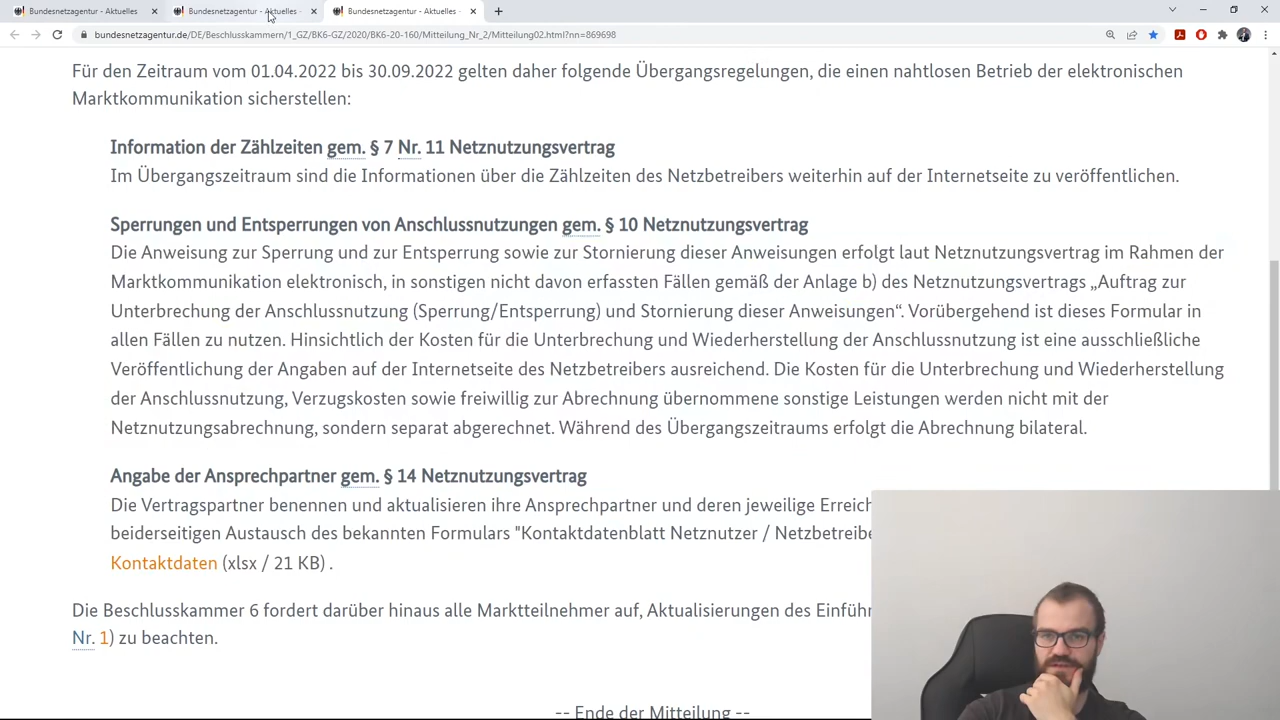 Bundesnetzagentur - Aktuelles
Bundesnetzagentur - Aktuelles -
Bundesnetzagentur - Aktuelles -
bundesnetzagentur.de/DE/Beschlusskammern/1_GZ/BK6-GZ/2020/BK6-20-160/Mitteilung_Nr_2/Mitteilung02.html?nn=869698
Für den Zeitraum vom 01.04.2022 bis 30.09.2022 gelten daher folgende Übergangsregelungen, die einen nahtlosen Betrieb der elektronischen
Marktkommunikation sicherstellen:
Information der Zählzeiten gem. § 7 Nr. 11 Netznutzungsvertrag
Im Übergangszeitraum sind die Informationen über die Zählzeiten des Netzbetreibers weiterhin auf der Internetseite zu veröffentlichen.
Sperrungen und Entsperrungen von Anschlussnutzungen gem. § 10 Netznutzungsvertrag
Die Anweisung zur Sperrung und zur Entsperrung sowie zur Stornierung dieser Anweisungen erfolgt laut Netznutzungsvertrag im Rahmen der
Marktkommunikation elektronisch, in sonstigen nicht davon erfassten Fällen gemäß der Anlage b) des Netznutzungsvertrags „Auftrag zur
Unterbrechung der Anschlussnutzung (Sperrung/Entsperrung) und Stornierung dieser Anweisungen“. Vorübergehend ist dieses Formular in
allen Fällen zu nutzen. Hinsichtlich der Kosten für die Unterbrechung und Wiederherstellung der Anschlussnutzung ist eine ausschließliche
Veröffentlichung der Angaben auf der Internetseite des Netzbetreibers ausreichend. Die Kosten für die Unterbrechung und Wiederherstellung
der Anschlussnutzung, Verzugskosten sowie freiwillig zur Abrechnung übernommene sonstige Leistungen werden nicht mit der
Netznutzungsabrechnung, sondern separat abgerechnet. Während des Übergangszeitraums erfolgt die Abrechnung bilateral.
Angabe der Ansprechpartner gem. § 14 Netznutzungsvertrag
Die Vertragspartner benennen und aktualisieren ihre Ansprechpartner und deren jeweilige Erreic
beiderseitigen Austausch des bekannten Formulars "Kontaktdatenblatt Netznutzer / Netzbetreibe
Kontaktdaten (xlsx / 21 KB) .
Die Beschlusskammer 6 fordert darüber hinaus alle Marktteilnehmer auf, Aktualisierungen des Einfüh
Nr. 1) zu beachten.
-- Ende der Mitteilung --